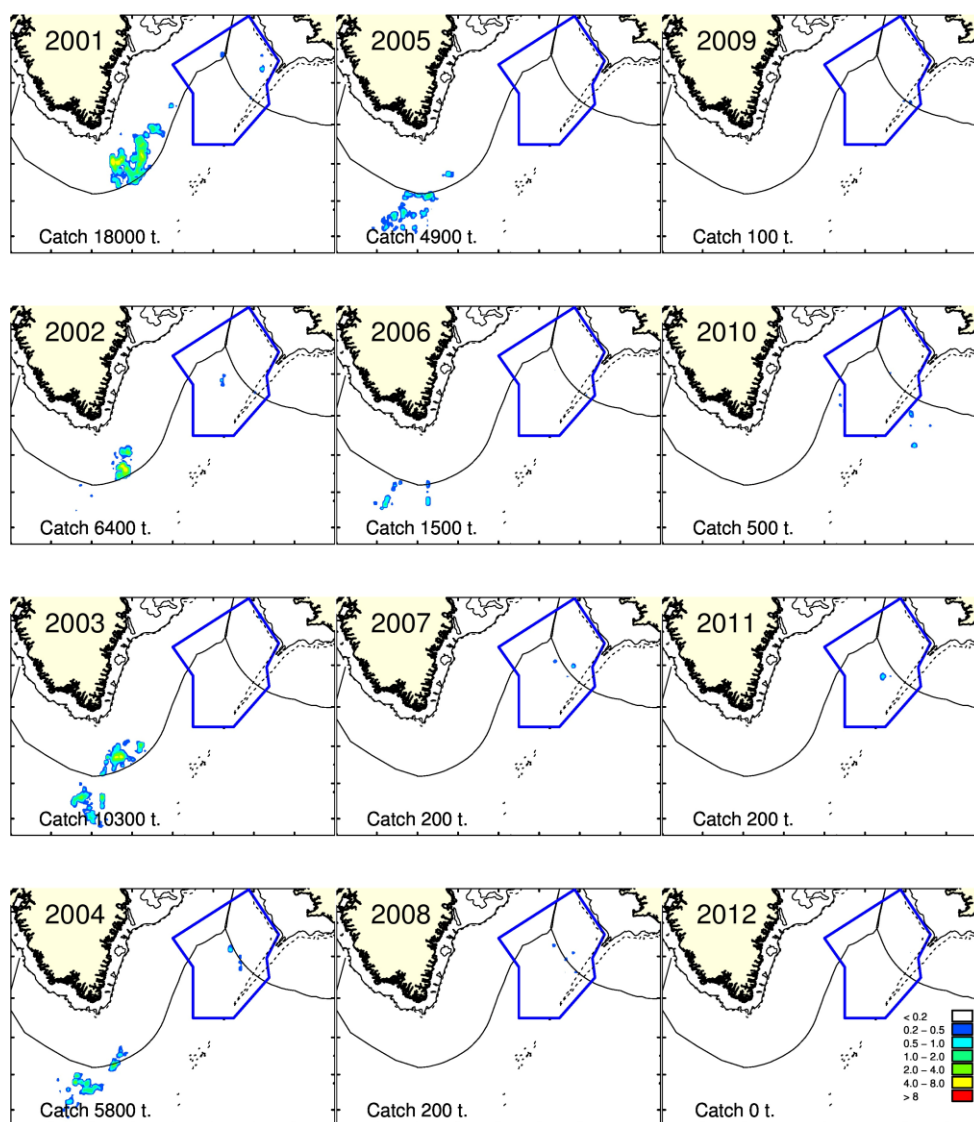 2001
Catch 18000 t.
2005
Catch 4900 t.
2009
Catch 100 t.
2002
Catch 6400 t.
2006
Catch 1500 t.
2010
Catch 500 t.
2003
Catch 10300 t.
2007
Catch 200 t.
2011
Catch 200 t.
2004
Catch 5800 t.
2008
Catch 200 t.
2012
Catch 0 t.
< 0.2
0.2 – 0.5
0.5 – 1.0
1.0 – 2.0
2.0 – 4.0
4.0 – 8.0
> 8